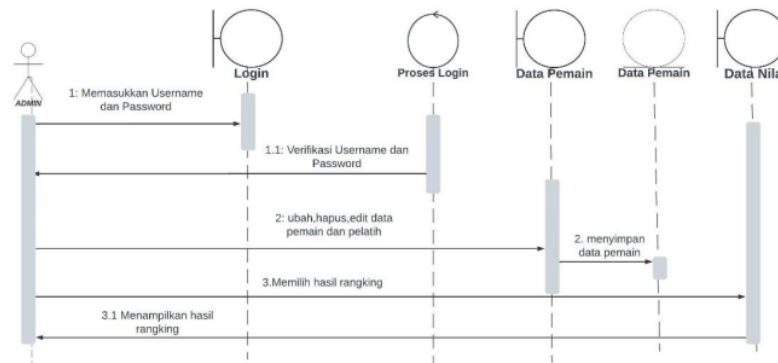 ADMIN
Login
Proses Login
Data Pemain
Data Pemain
Data Nila
1: Memasukkan Username
dan Password
1.1: Verifikasi Username dan
Password
2: ubah,hapus,edit data
pemain dan pelatih
2. menyimpan
data pemain
3.Memilih hasil rangking
3.1 Menampilkan hasil
rangking